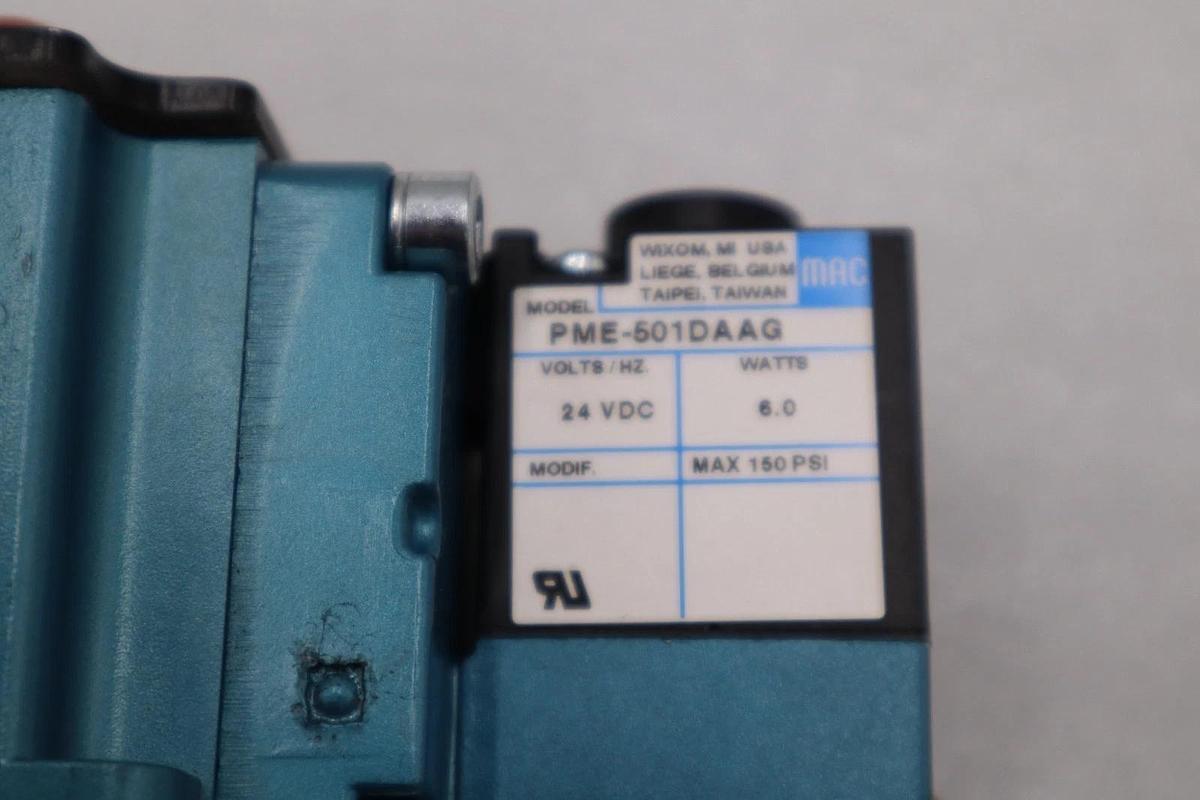 WIXOM, MI USA
LIEGE, BELGIUM
TAIPEI, TAIWAN
MAC
MODEL
PME-501DAAG
VOLTS/HZ.
WATTS
24 VDC
6.0
MODIF.
MAX 150 PSI